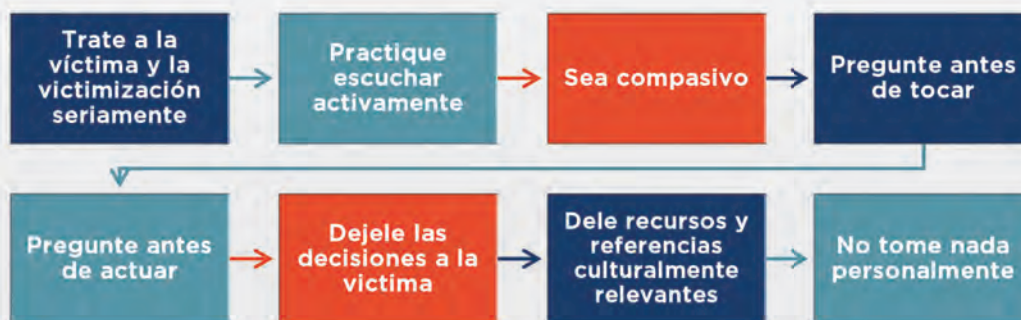 Trate a la
víctima y la
victimización
seriamente
Practique
escuchar
activamente
Sea compasivo
Pregunte antes
de tocar
Pregunte antes
de actuar
Dejele las
decisiones a la
victima
Dele recursos y
referencias
culturalmente
relevantes
No tome nada
personalmente